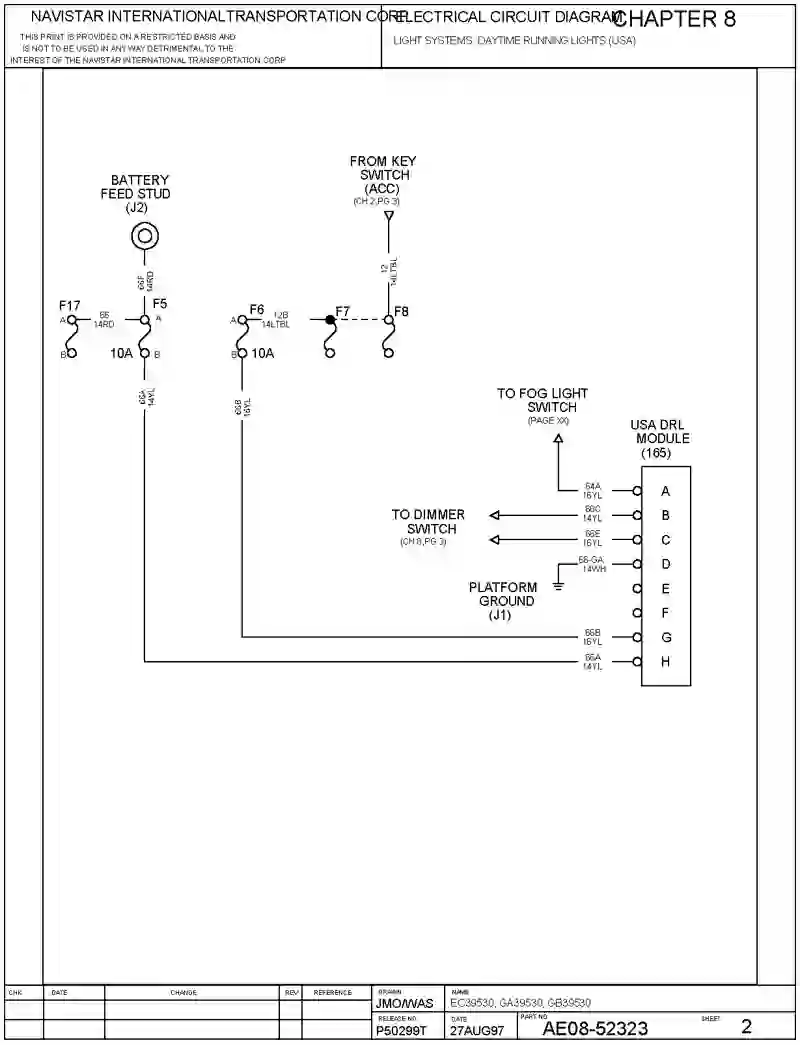 NAVISTAR INTERNATIONAL TRANSPORTATION CORP.
THIS PRINT IS PROVIDED ON A RESTRICTED BASIS AND
IS NOT TO BE USED IN ANY WAY DETRIMENTAL TO THE
INTEREST OF THE NAVISTAR INTERNATIONAL TRANSPORTATION CORP
ELECTRICAL CIRCUIT DIAGRAM
CHAPTER 8
LIGHT SYSTEMS DAYTIME RUNNING LIGHTS (USA)
FROM KEY
SWITCH
(ACC)
(CH 2,PG 3)
BATTERY
FEED STUD
(J2)
66F
14RD
12
14LTBL
F17
A
66
14RD
F5
A
F6
A
12B
14LTBL
F7
F8
B
10A
B
B
10A
66A
14YL
66B
16YL
TO FOG LIGHT
SWITCH
(PAGE XX)
USA DRL
MODULE
(165)
64A
16YL
A
TO DIMMER
SWITCH
(CH 8,PG 3)
66C
14YL
B
66E
16YL
C
14WH
D
PLATFORM
GROUND
(J1)
E
F
66B
16YL
G
66A
14YL
H
CHK
DATE
CHANGE
REV
REFERENCE
DRAWN
JMO/WAS
NAME
EC39530, GA39530, GB39530
RELEASE NO.
P50299T
DATE
27AUG97
PART NO
AE08-52323
SHEET
2